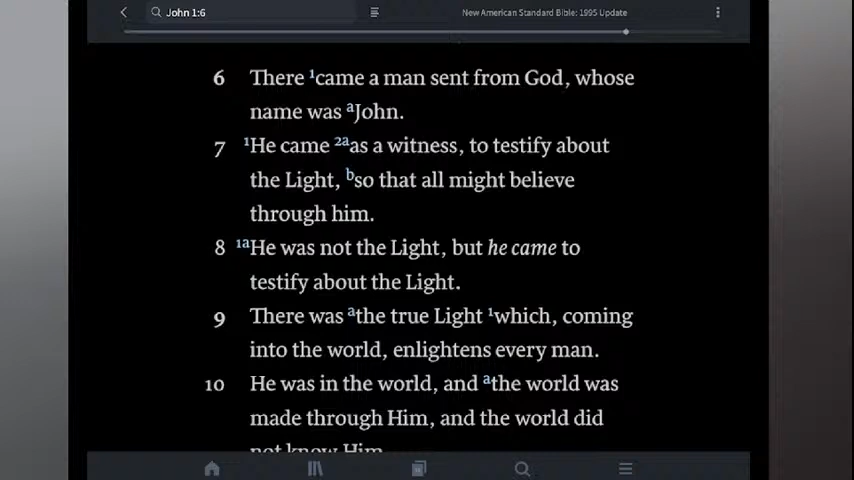 John 1:6
New American Standard Bible: 1995 Update
6 There ¹came a man sent from God, whose
name was ᵃJohn.
7 ¹He came ²ᵃas a witness, to testify about
the Light, ᵇso that all might believe
through him.
8 ¹ᵃHe was not the Light, but he came to
testify about the Light.
9 There was ᵃthe true Light ¹which, coming
into the world, enlightens every man.
10 He was in the world, and ᵃthe world was
made through Him, and the world did
not know Him.